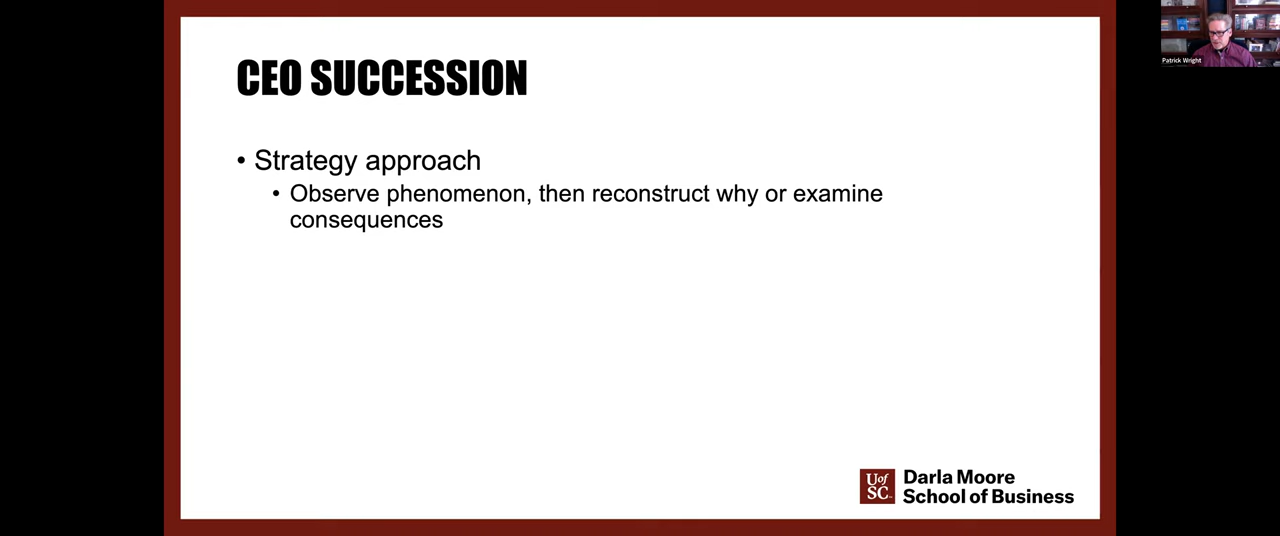 Patrick Wright
CEO SUCCESSION
• Strategy approach
• Observe phenomenon, then reconstruct why or examine
consequences
UofSC
Darla Moore
School of Business